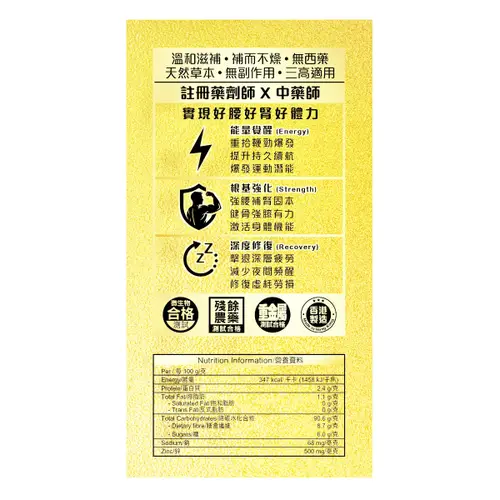 溫和滋補・補而不燥・無西藥
天然草本・無副作用・三高適用
註冊藥劑師 X 中藥師
實現好腰好腎好體力
能量覺醒 (Energy)
重拾鞭勁爆發
提升持久續航
爆發運動潛能
根基強化 (Strength)
強腰補腎固本
健骨強膝有力
激活身體機能
深度修復 (Recovery)
擊退深層疲勞
減少夜間頻醒
修復虛耗勞損
微生物
合格
測試
殘餘
農藥
測試合格
重金屬
測試合格
香港
製造
Nutrition Information/營養資料
Per / 每 100 g/克
Energy/能量 347 kcal/ 千卡 (1458 kJ/千焦)
Protein/蛋白質 2.4 g/克
Total Fat/總脂肪 1.1 g/克
- Saturated Fat/飽和脂肪 0 g/克
- Trans Fat/反式脂肪 0 g/克
Total Carbohydrates/總碳水化合物 90.6 g/克
- Dietary fibre/膳食纖維 8.7 g/克
- Sugars/糖 6.0 g/克
Sodium/鈉 68 mg/毫克
Zinc/鋅 500 mg/毫克